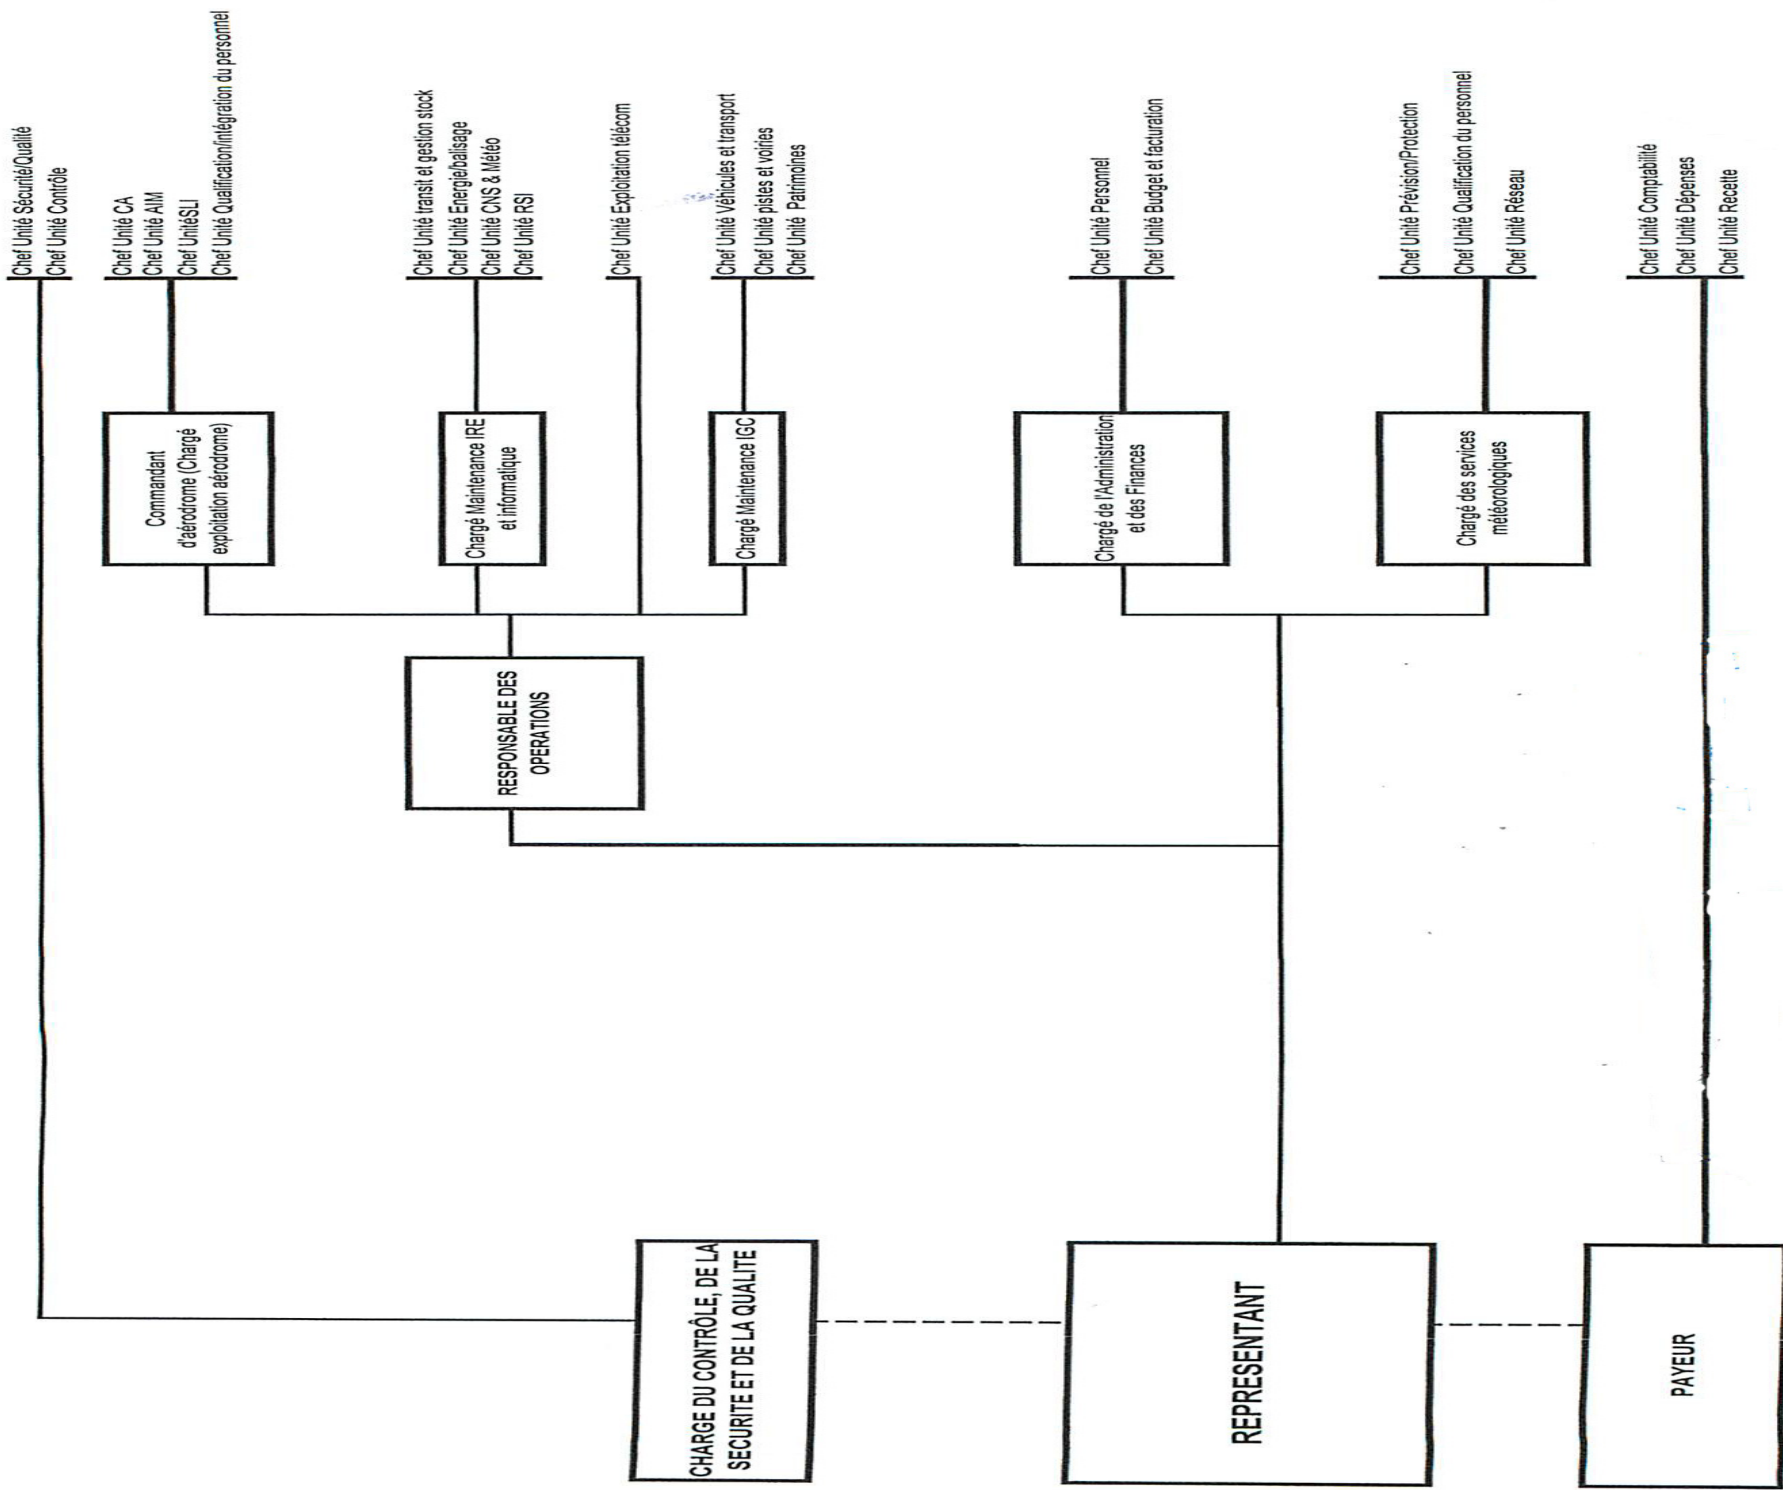 CHARGE DU CONTRÔLE, DE LA
SECURITE ET DE LA QUALITE
REPRESENTANT
PAYEUR
RESPONSABLE DES
OPERATIONS
Commandant
d'aérodrome (Chargé
exploitation aérodrome)
Chargé Maintenance IRE
et informatique
Chargé Maintenance IGC
Chargé de l'Administration
et des Finances
Chargé des services
météorologiques
Chef Unité Sécurité/Qualité
Chef Unité Contrôle
Chef Unité CA
Chef Unité AIM
Chef UnitéSLI
Chef Unité Qualification/intégration du personnel
Chef Unité transit et gestion stock
Chef Unité Energie/balisage
Chef Unité CNS & Météo
Chef Unité RSI
Chef Unité Exploitation télécom
Chef Unité Véhicules et transport
Chef Unité pistes et voiries
Chef Unité Patrimoines
Chef Unité Personnel
Chef Unité Budget et facturation
Chef Unité Prévision/Protection
Chef Unité Qualification du personnel
Chef Unité Réseau
Chef Unité Comptabilité
Chef Unité Dépenses
Chef Unité Recette